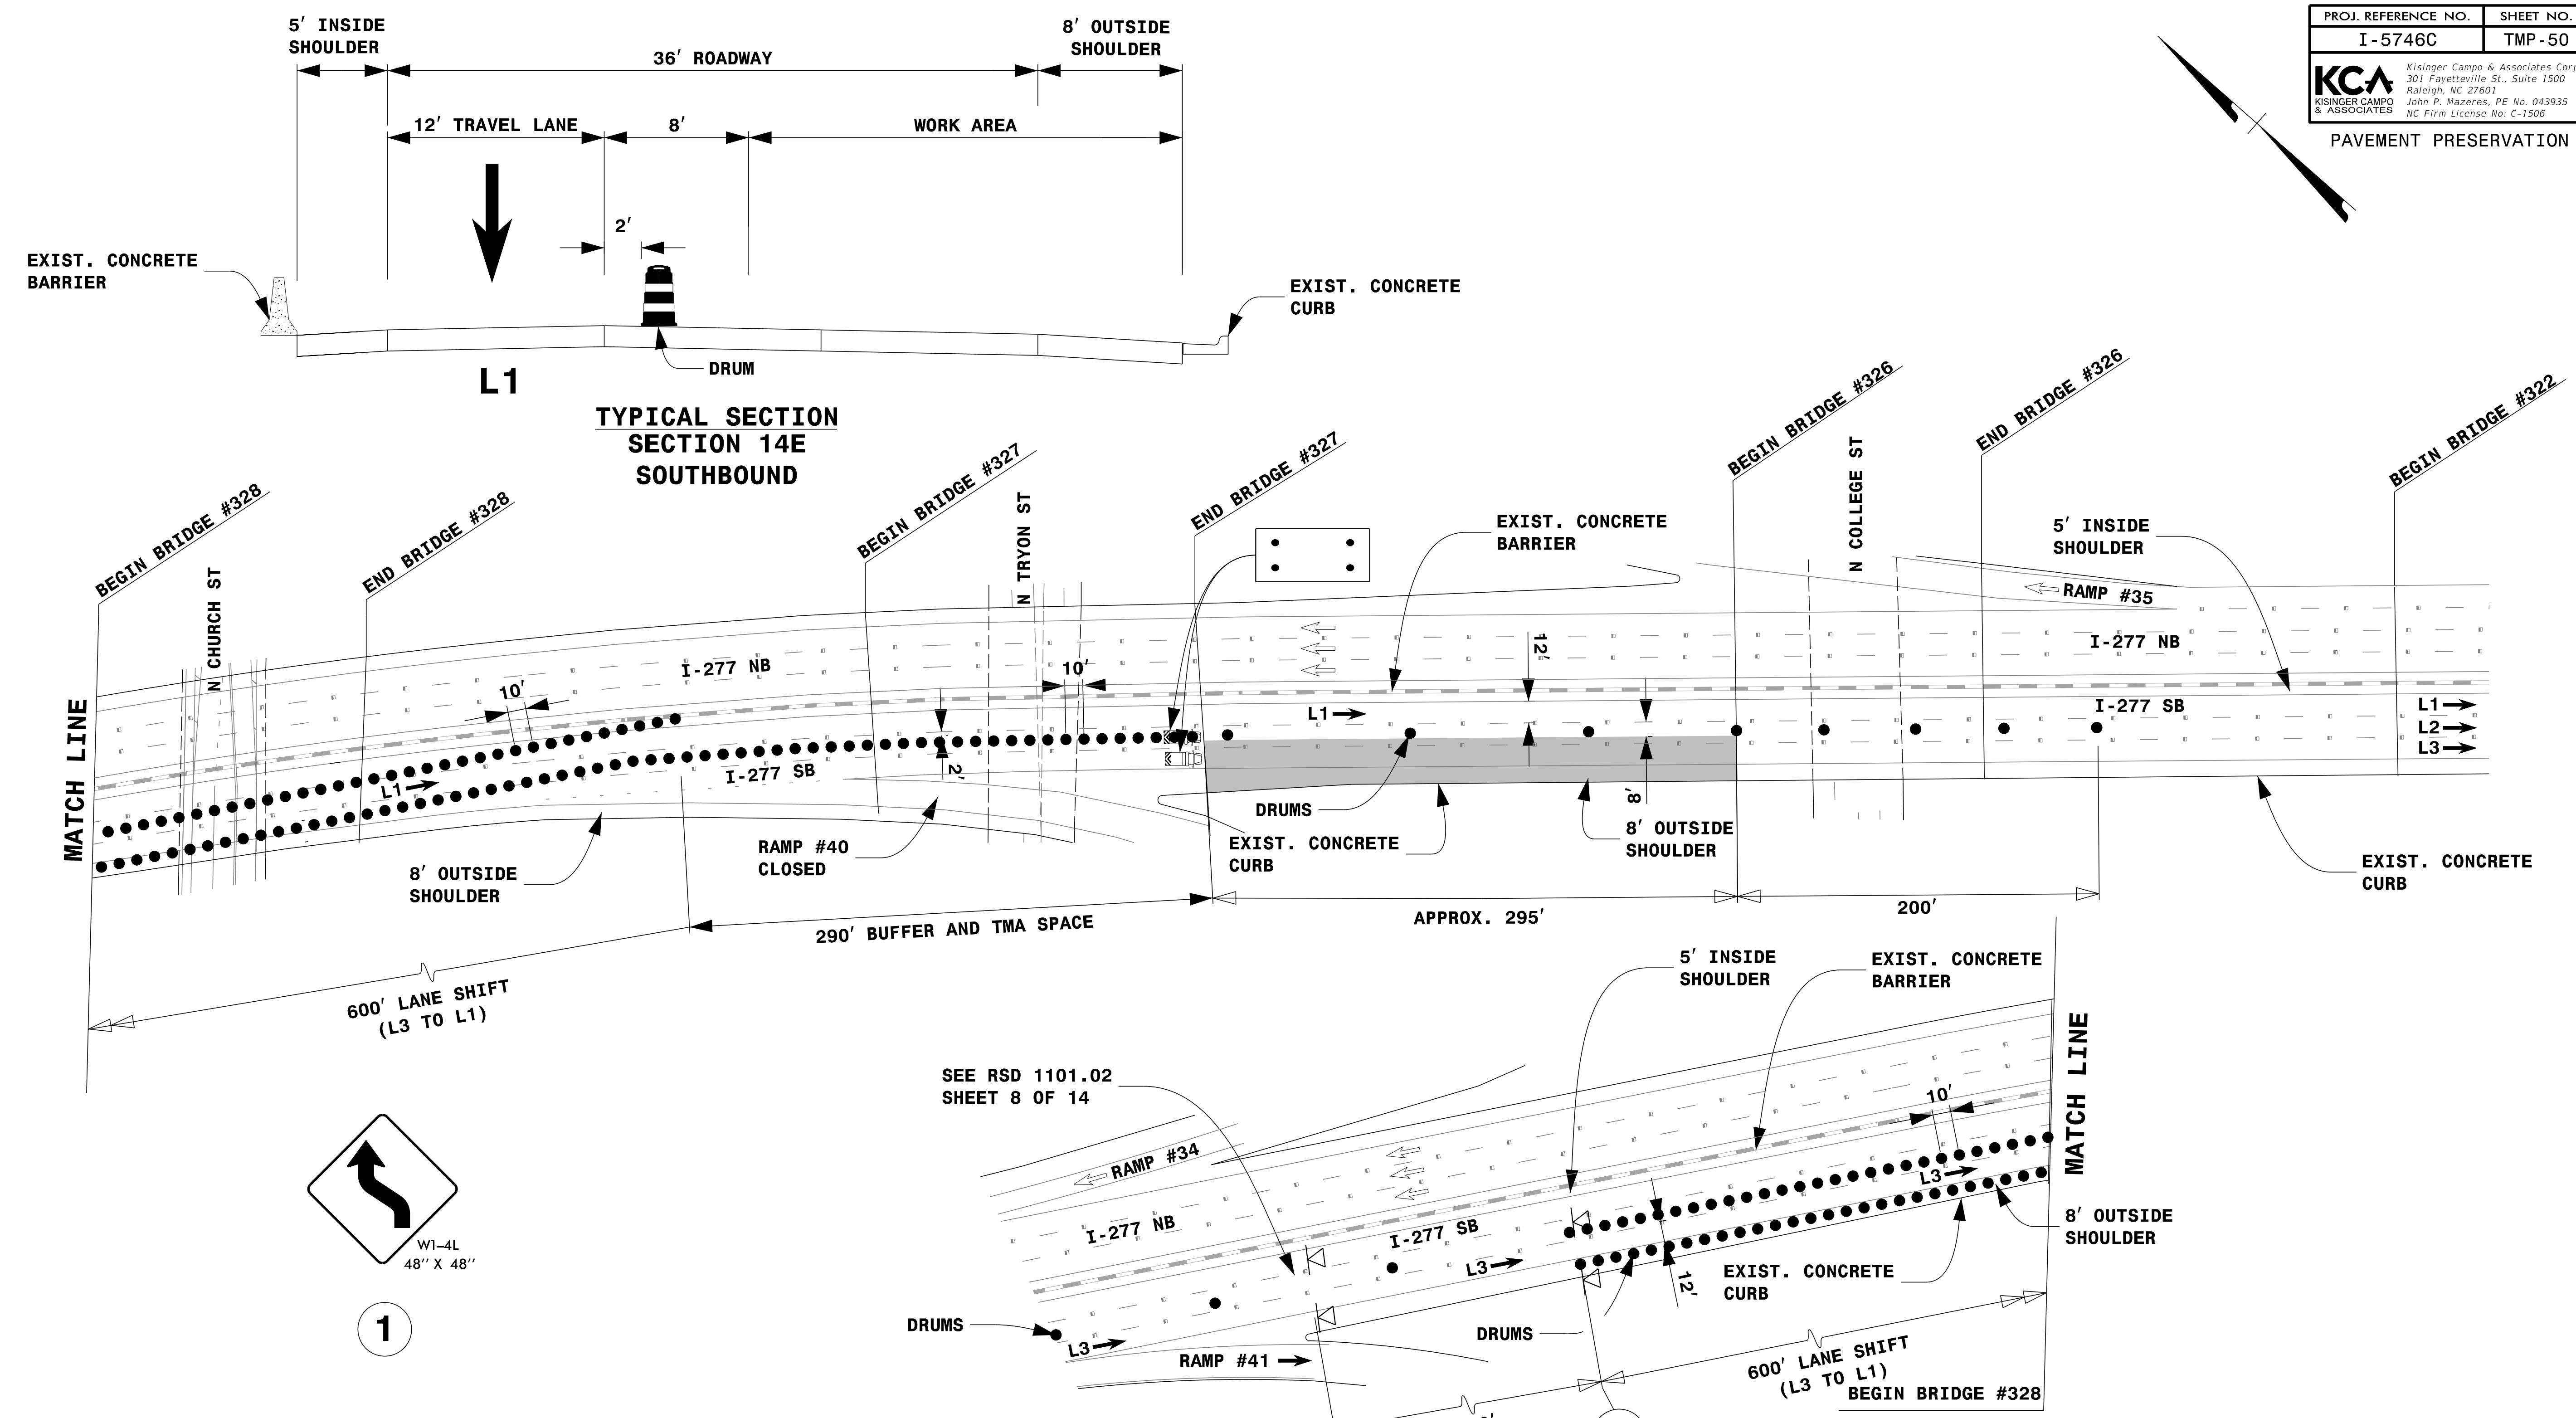 5' INSIDE
SHOULDER
36' ROADWAY
8' OUTSIDE
SHOULDER
12' TRAVEL LANE
8'
WORK AREA
2'
EXIST. CONCRETE
BARRIER
EXIST. CONCRETE
CURB
DRUM
L1
TYPICAL SECTION
SECTION 14E
SOUTHBOUND
PROJ. REFERENCE NO.
SHEET NO.
I-5746C
TMP-50
KCA
KISINGER CAMPO
& ASSOCIATES
Kisinger Campo & Associates Corp
301 Fayetteville St., Suite 1500
Raleigh, NC 27601
John P. Mazeres, PE No. 043935
NC Firm License No: C-1506
PAVEMENT PRESERVATION
BEGIN BRIDGE #328
N CHURCH ST
END BRIDGE #328
BEGIN BRIDGE #327
N TRYON ST
END BRIDGE #327
BEGIN BRIDGE #326
N COLLEGE ST
END BRIDGE #326
BEGIN BRIDGE #322
EXIST. CONCRETE
BARRIER
5' INSIDE
SHOULDER
RAMP #35
I-277 NB
I-277 NB
10'
10'
12'
L1
I-277 SB
L1
L2
L3
MATCH LINE
L1
I-277 SB
2'
8'
DRUMS
RAMP #40
CLOSED
EXIST. CONCRETE
CURB
8' OUTSIDE
SHOULDER
8' OUTSIDE
SHOULDER
EXIST. CONCRETE
CURB
290' BUFFER AND TMA SPACE
APPROX. 295'
200'
600' LANE SHIFT
(L3 TO L1)
5' INSIDE
SHOULDER
EXIST. CONCRETE
BARRIER
SEE RSD 1101.02
SHEET 8 OF 14
MATCH LINE
10'
RAMP #34
I-277 NB
I-277 SB
L3
L3
L3
12'
8' OUTSIDE
SHOULDER
EXIST. CONCRETE
CURB
DRUMS
DRUMS
RAMP #41
600' LANE SHIFT
(L3 TO L1)
BEGIN BRIDGE #328
W1-4L
48'' X 48''
1